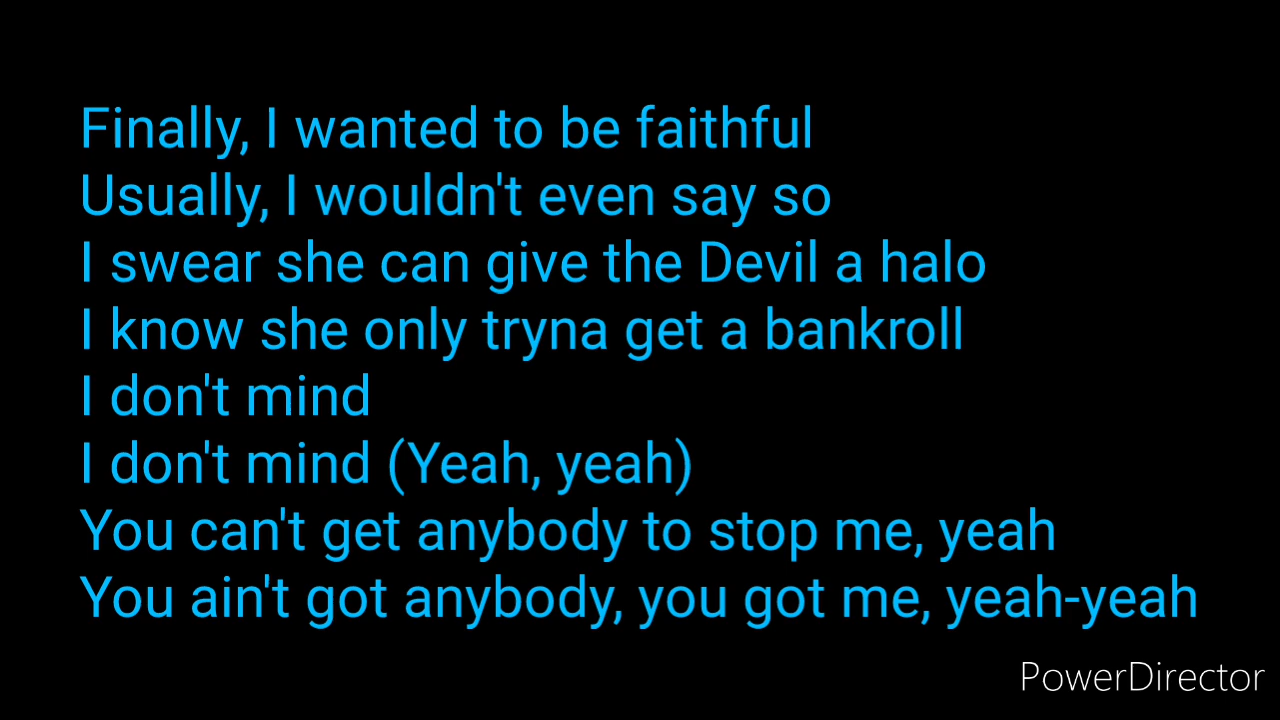 Finally, I wanted to be faithful
Usually, I wouldn't even say so
I swear she can give the Devil a halo
I know she only tryna get a bankroll
I don't mind
I don't mind (Yeah, yeah)
You can't get anybody to stop me, yeah
You ain't got anybody, you got me, yeah-yeah
PowerDirector